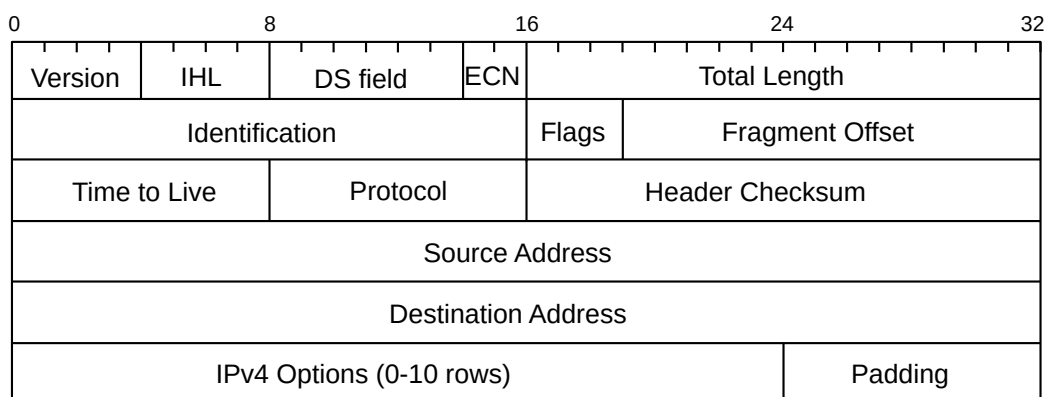 0 8 16 24 32
Version IHL DS field ECN Total Length
Identification Flags Fragment Offset
Time to Live Protocol Header Checksum
Source Address
Destination Address
IPv4 Options (0-10 rows) Padding